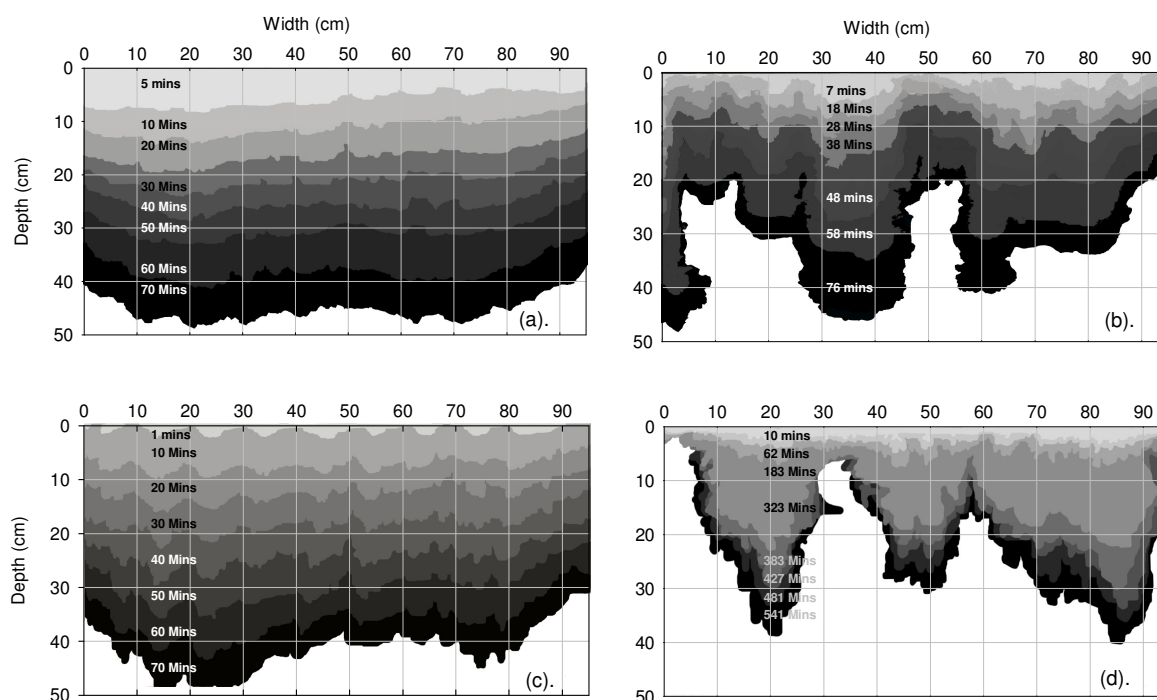 Width (cm)
0 10 20 30 40 50 60 70 80 90
0
10
20
30
40
50
Depth (cm)
5 mins
10 Mins
20 Mins
30 Mins
40 Mins
50 Mins
60 Mins
70 Mins
(a).
Width (cm)
0 10 20 30 40 50 60 70 80 90
0
10
20
30
40
50
7 mins
18 Mins
28 Mins
38 Mins
48 mins
58 mins
76 mins
(b).
0 10 20 30 40 50 60 70 80 90
0
10
20
30
40
50
Depth (cm)
1 mins
10 Mins
20 Mins
30 Mins
40 Mins
50 Mins
60 Mins
70 Mins
(c).
0 10 20 30 40 50 60 70 80 90
0
10
20
30
40
50
10 mins
62 Mins
183 Mins
323 Mins
383 Mins
427 Mins
481 Mins
541 Mins
(d).